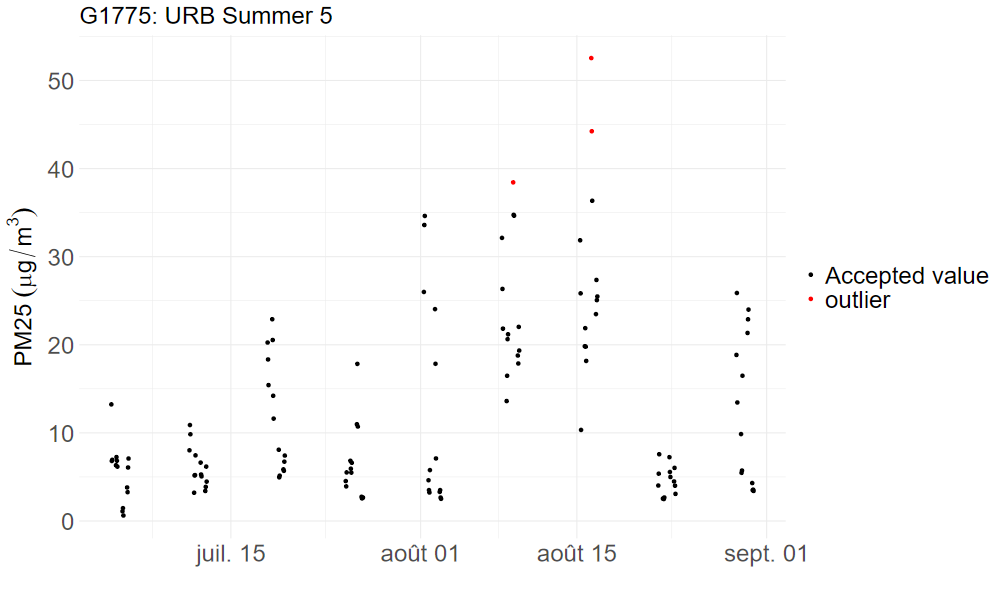 G1775: URB Summer 5
PM25 (μg/m³)
50
40
30
20
10
0
juil. 15
août 01
août 15
sept. 01
Accepted value
outlier